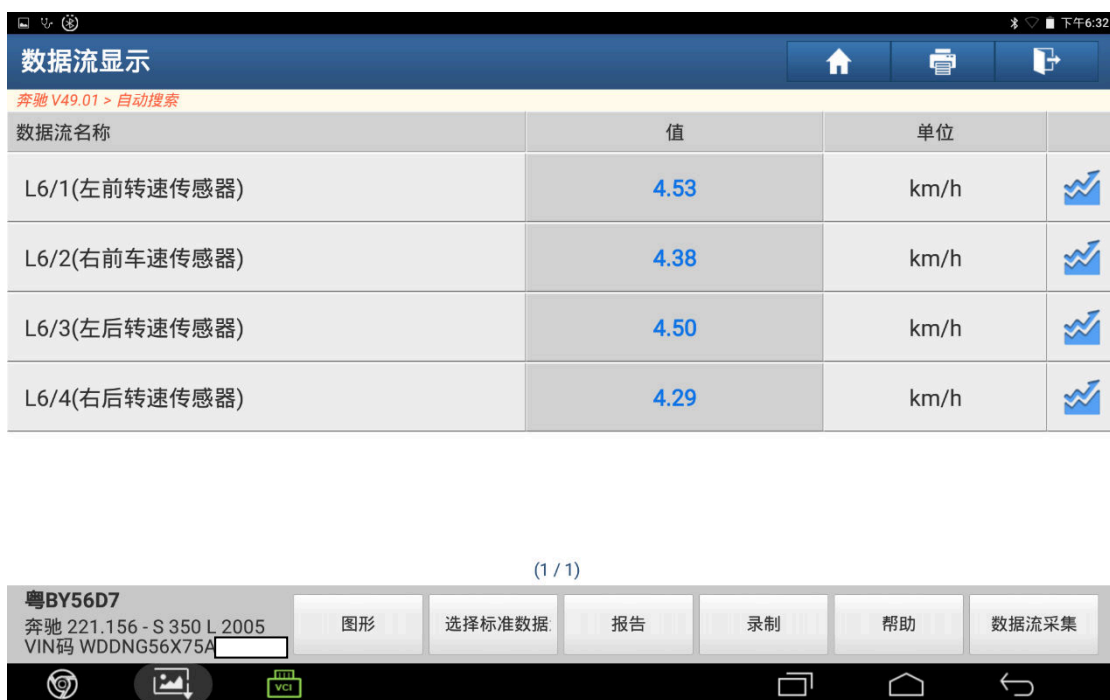 下午6:32
数据流显示
奔驰 V49.01 > 自动搜索
数据流名称 值 单位
L6/1(左前转速传感器) 4.53 km/h
L6/2(右前车速传感器) 4.38 km/h
L6/3(左后转速传感器) 4.50 km/h
L6/4(右后转速传感器) 4.29 km/h
(1 / 1)
粤BY56D7
奔驰 221.156 - S 350 L 2005
VIN码 WDDNG56X75A
图形 选择标准数据 报告 录制 帮助 数据流采集
VCI